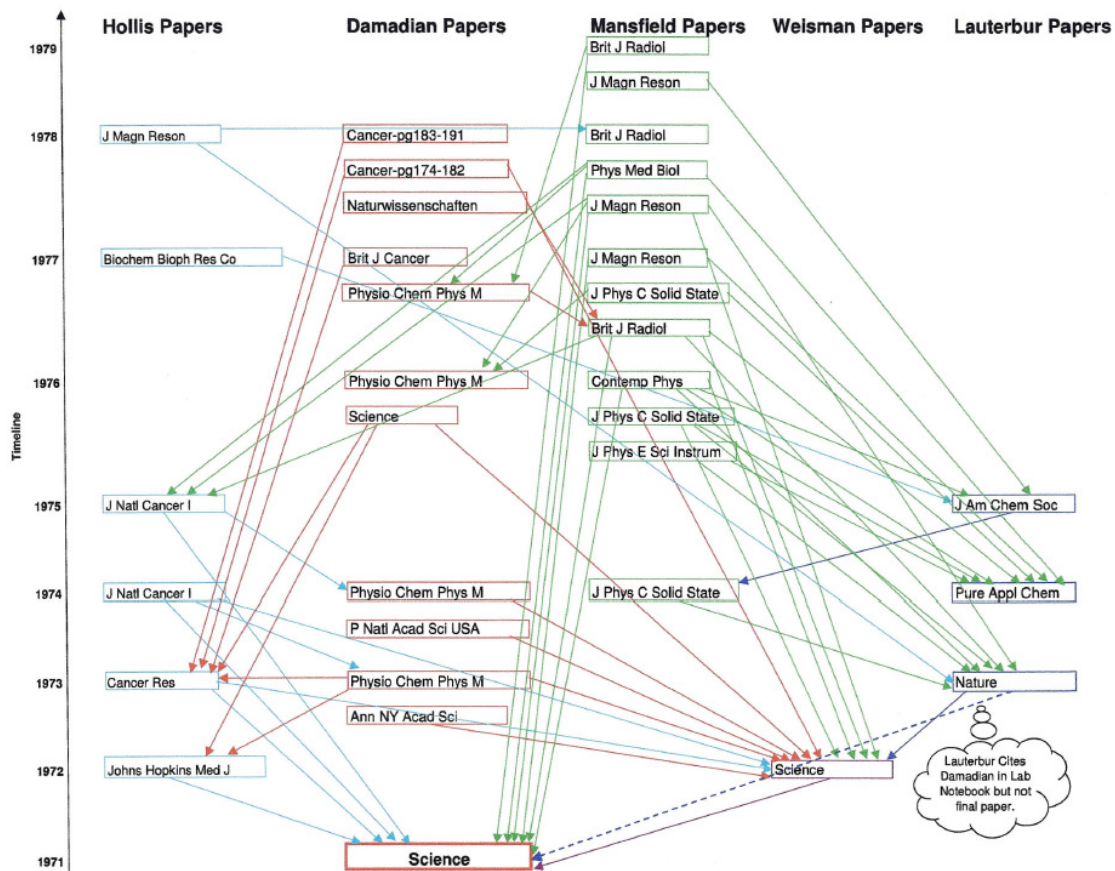 Hollis Papers
Damadian Papers
Mansfield Papers
Weisman Papers
Lauterbur Papers
Timeline
1979
Brit J Radiol
J Magn Reson
1978
J Magn Reson
Cancer-pg183-191
Brit J Radiol
Cancer-pg174-182
Phys Med Biol
Naturwissenschaften
J Magn Reson
1977
Biochem Bioph Res Co
Brit J Cancer
J Magn Reson
Physio Chem Phys M
J Phys C Solid State
Brit J Radiol
1976
Physio Chem Phys M
Contemp Phys
Science
J Phys C Solid State
J Phys E Sci Instrum
1975
J Natl Cancer I
J Am Chem Soc
1974
J Natl Cancer I
Physio Chem Phys M
J Phys C Solid State
Pure Appl Chem
P Natl Acad Sci USA
1973
Cancer Res
Physio Chem Phys M
Nature
Ann NY Acad Sci
1972
Johns Hopkins Med J
Science
Lauterbur Cites
Damadian in Lab
Notebook but not
final paper.
1971
Science